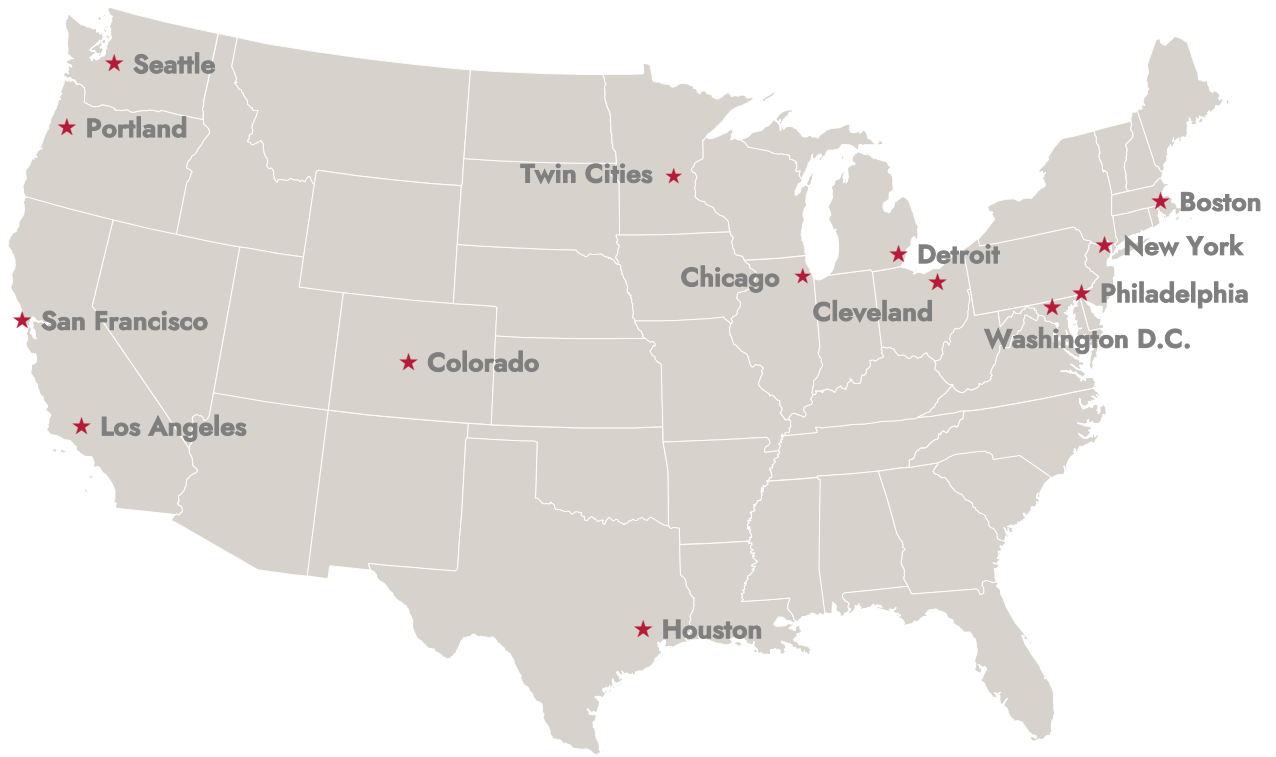 Seattle
Portland
Twin Cities
Boston
New York
Detroit
Chicago
Philadelphia
Cleveland
San Francisco
Washington D.C.
Colorado
Los Angeles
Houston